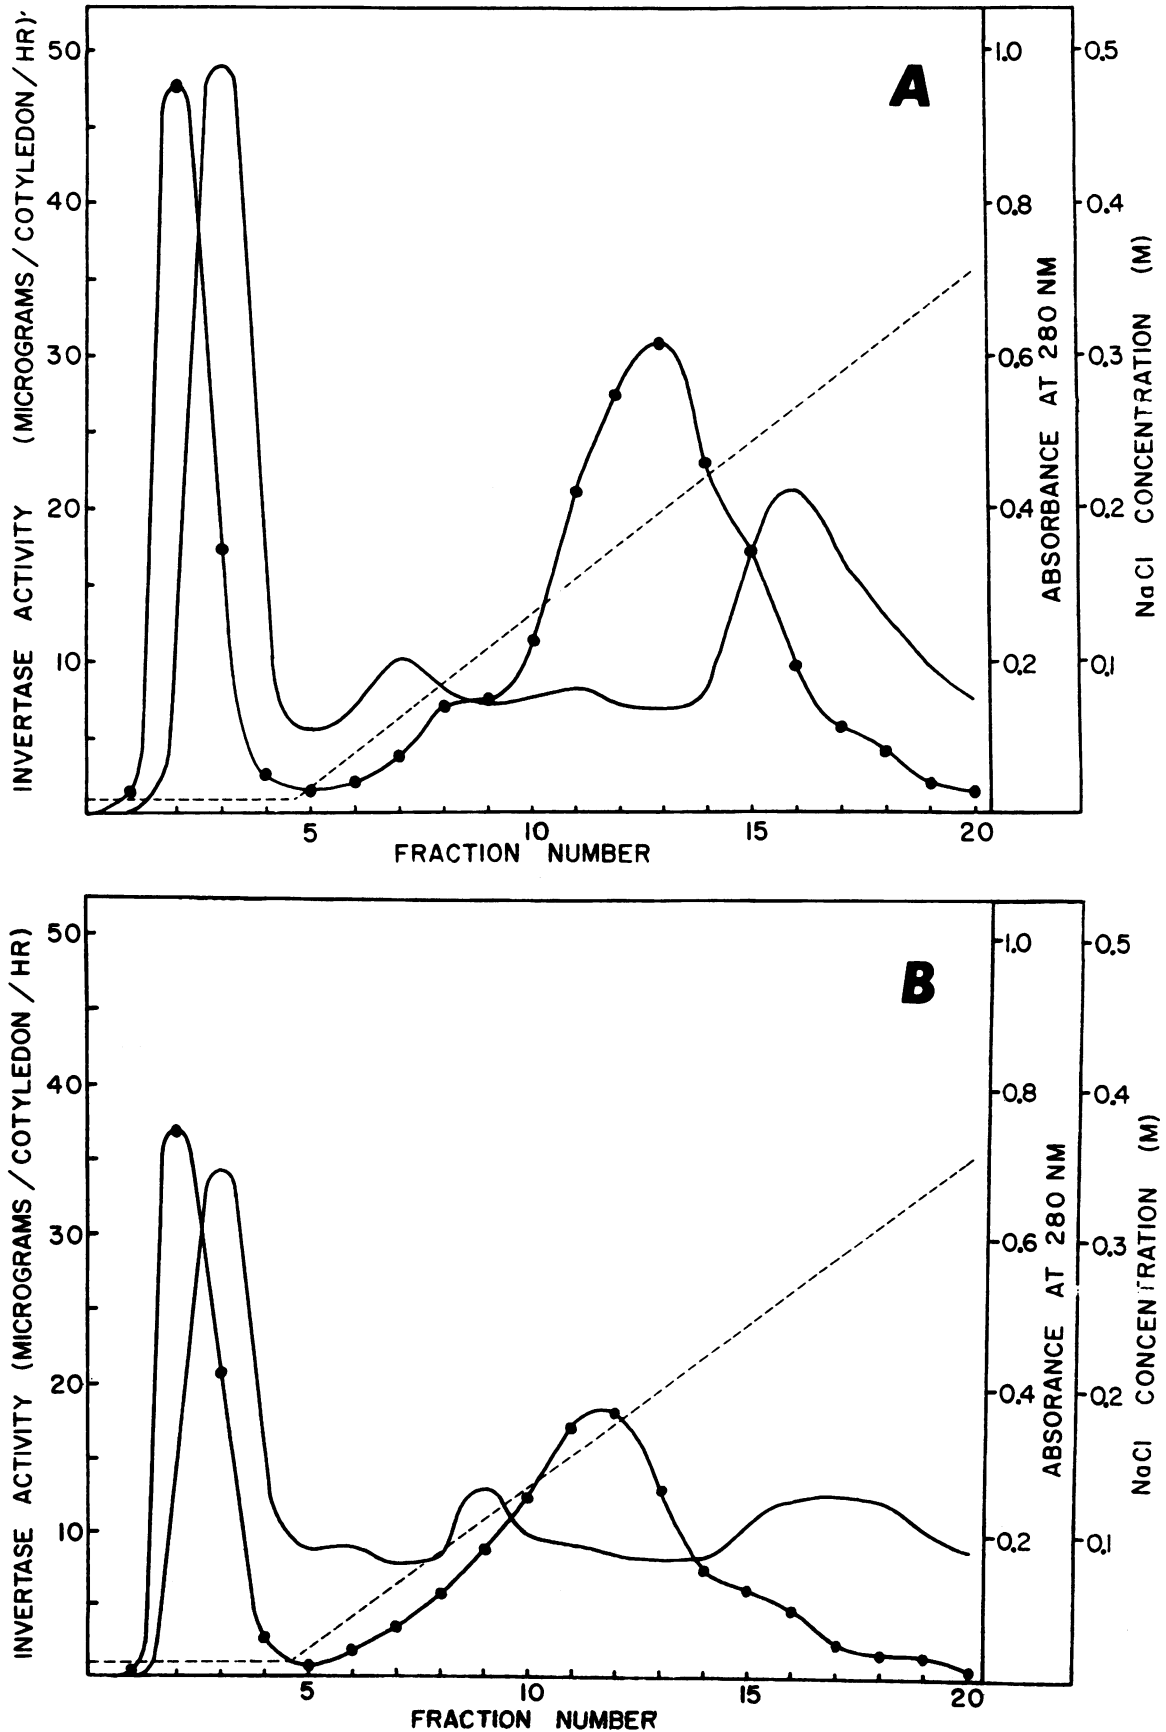 A
INVERTASE ACTIVITY (MICROGRAMS / COTYLEDON / HR)
50
40
30
20
10
1.0
0.8
0.6
0.4
0.2
ABSORBANCE AT 280 NM
0.5
0.4
0.3
0.2
0.1
NaCl CONCENTRATION (M)
5 10 15 20
FRACTION NUMBER
B
INVERTASE ACTIVITY (MICROGRAMS / COTYLEDON / HR)
50
40
30
20
10
1.0
0.8
0.6
0.4
0.2
ABSORANCE AT 280 NM
0.5
0.4
0.3
0.2
0.1
NaCl CONCENTRATION (M)
5 10 15 20
FRACTION NUMBER